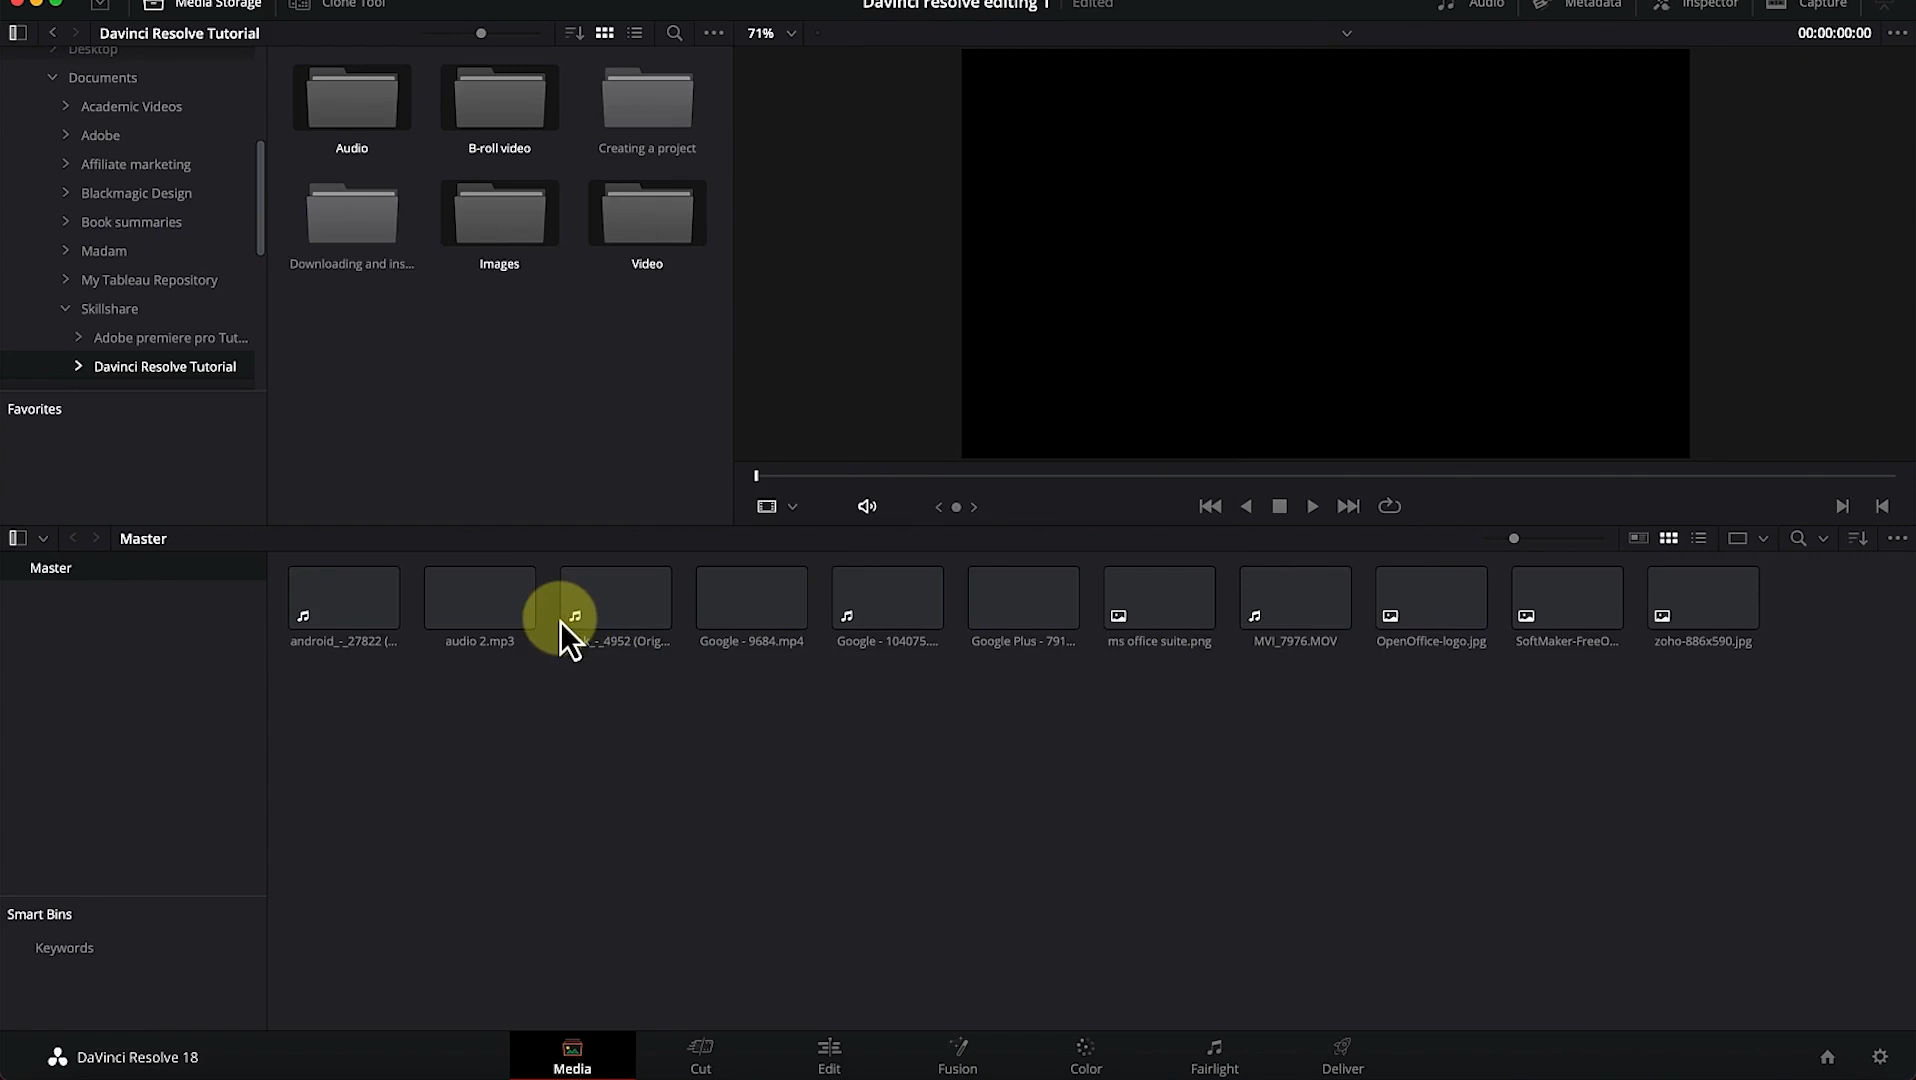 Media Storage
Clone Tool
Davinci resolve editing 1
Edited
Audio
Metadata
Inspector
Capture
Davinci Resolve Tutorial
71%
00:00:00:00
Desktop
Documents
Academic Videos
Adobe
Affiliate marketing
Blackmagic Design
Book summaries
Madam
My Tableau Repository
Skillshare
Adobe premiere pro Tut...
Davinci Resolve Tutorial
Favorites
Audio
B-roll video
Creating a project
Downloading and ins...
Images
Video
Master
Master
android_-_27822 (...
audio 2.mp3
_-_4952 (Orig...
Google - 9684.mp4
Google - 104075....
Google Plus - 791...
ms office suite.png
MVI_7976.MOV
OpenOffice-logo.jpg
SoftMaker-FreeO...
zoho-886x590.jpg
Smart Bins
Keywords
DaVinci Resolve 18
Media
Cut
Edit
Fusion
Color
Fairlight
Deliver